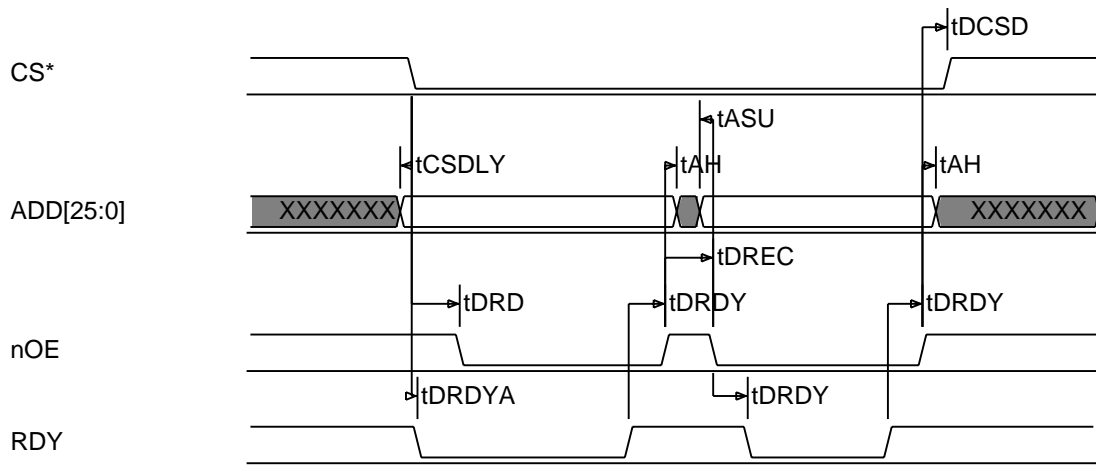 tDCSD
CS*
tASU
tCSDLY tAH tAH
ADD[25:0] XXXXXXX XXXXXXX
tDREC
tDRD tDRDY tDRDY
nOE
tDRDYA tDRDY
RDY